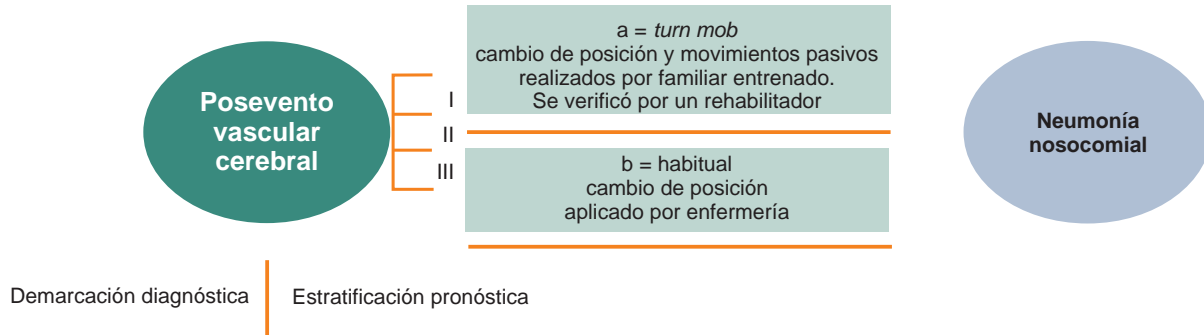 Posevento
vascular
cerebral
I
II
III
a = turn mob
cambio de posición y movimientos pasivos
realizados por familiar entrenado.
Se verificó por un rehabilitador
b = habitual
cambio de posición
aplicado por enfermería
Neumonía
nosocomial
Demarcación diagnóstica
Estratificación pronóstica